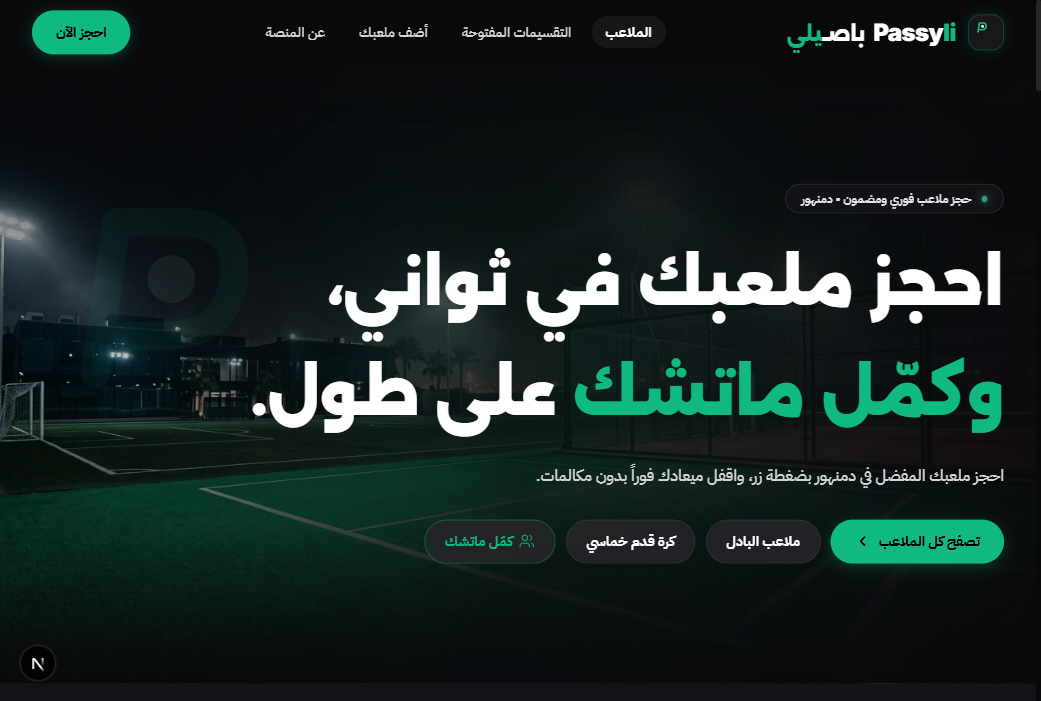 Passyli باصيلي
الملاعب
التقسيمات المفتوحة
أضف ملعبك
عن المنصة
احجز الآن
حجز ملاعب فوري ومضمون • دمنهور
احجز ملعبك في ثواني،
وكمّل ماتشك على طول.
احجز ملعبك المفضل في دمنهور بضغطة زر، واقفل ميعادك فوراً بدون مكالمات.
تصفح كل الملاعب
ملاعب البادل
كرة قدم خماسي
كمّل ماتشك
N